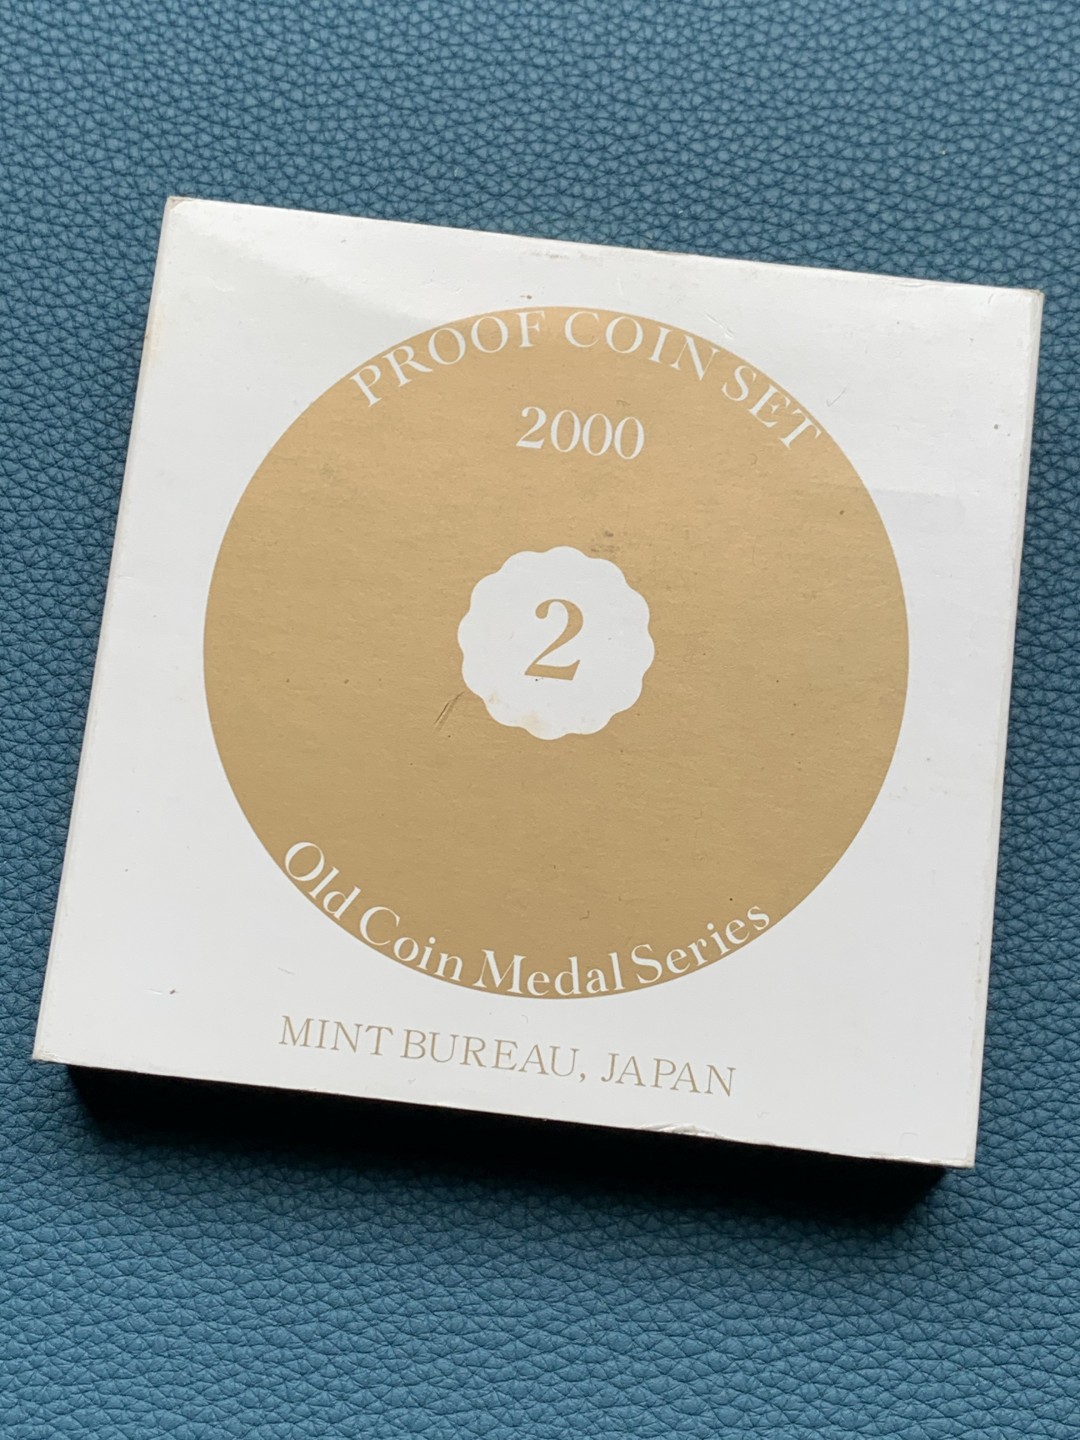 PROOF COIN SET
2000
2
Old Coin Medal Series
MINT BUREAU, JAPAN